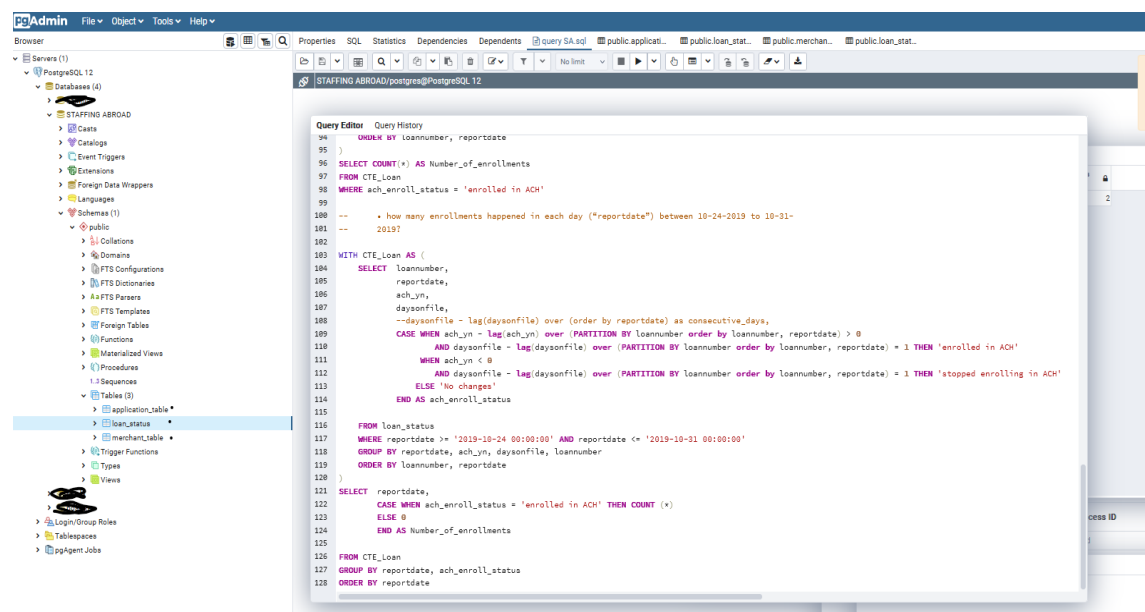 pgAdmin File Object Tools Help
Browser
Properties SQL Statistics Dependencies Dependents query SA.sql public.applicati... public.loan_stat... public.merchan... public.loan_stat...
No limit
STAFFING ABROAD/postgres@PostgreSQL 12
Servers (1)
PostgreSQL 12
Databases (4)
STAFFING ABROAD
Casts
Catalogs
Event Triggers
Extensions
Foreign Data Wrappers
Languages
Schemas (1)
public
Collations
Domains
FTS Configurations
FTS Dictionaries
FTS Parsers
FTS Templates
Foreign Tables
Functions
Materialized Views
Procedures
1..3 Sequences
Tables (3)
application_table
loan_status
merchant_table
Trigger Functions
Types
Views
Login/Group Roles
Tablespaces
pgAgent Jobs
Query Editor Query History
94 ORDER BY loannumber, reportdate
95 )
96 SELECT COUNT(*) AS Number_of_enrollments
97 FROM CTE_Loan
98 WHERE ach_enroll_status = 'enrolled in ACH'
99
100 -- • how many enrollments happened in each day (“reportdate”) between 10-24-2019 to 10-31-
101 -- 2019?
102
103 WITH CTE_Loan AS (
104 SELECT loannumber,
105 reportdate,
106 ach_yn,
107 daysonfile,
108 --daysonfile - lag(daysonfile) over (order by reportdate) as consecutive_days,
109 CASE WHEN ach_yn - lag(ach_yn) over (PARTITION BY loannumber order by loannumber, reportdate) > 0
110 AND daysonfile - lag(daysonfile) over (PARTITION BY loannumber order by loannumber, reportdate) = 1 THEN 'enrolled in ACH'
111 WHEN ach_yn < 0
112 AND daysonfile - lag(daysonfile) over (PARTITION BY loannumber order by loannumber, reportdate) = 1 THEN 'stopped enrolling in ACH'
113 ELSE 'No changes'
114 END AS ach_enroll_status
115
116 FROM loan_status
117 WHERE reportdate >= '2019-10-24 00:00:00' AND reportdate <= '2019-10-31 00:00:00'
118 GROUP BY reportdate, ach_yn, daysonfile, loannumber
119 ORDER BY loannumber, reportdate
120 )
121 SELECT reportdate,
122 CASE WHEN ach_enroll_status = 'enrolled in ACH' THEN COUNT (*)
123 ELSE 0
124 END AS Number_of_enrollments
125
126 FROM CTE_Loan
127 GROUP BY reportdate, ach_enroll_status
128 ORDER BY reportdate
2
cess ID